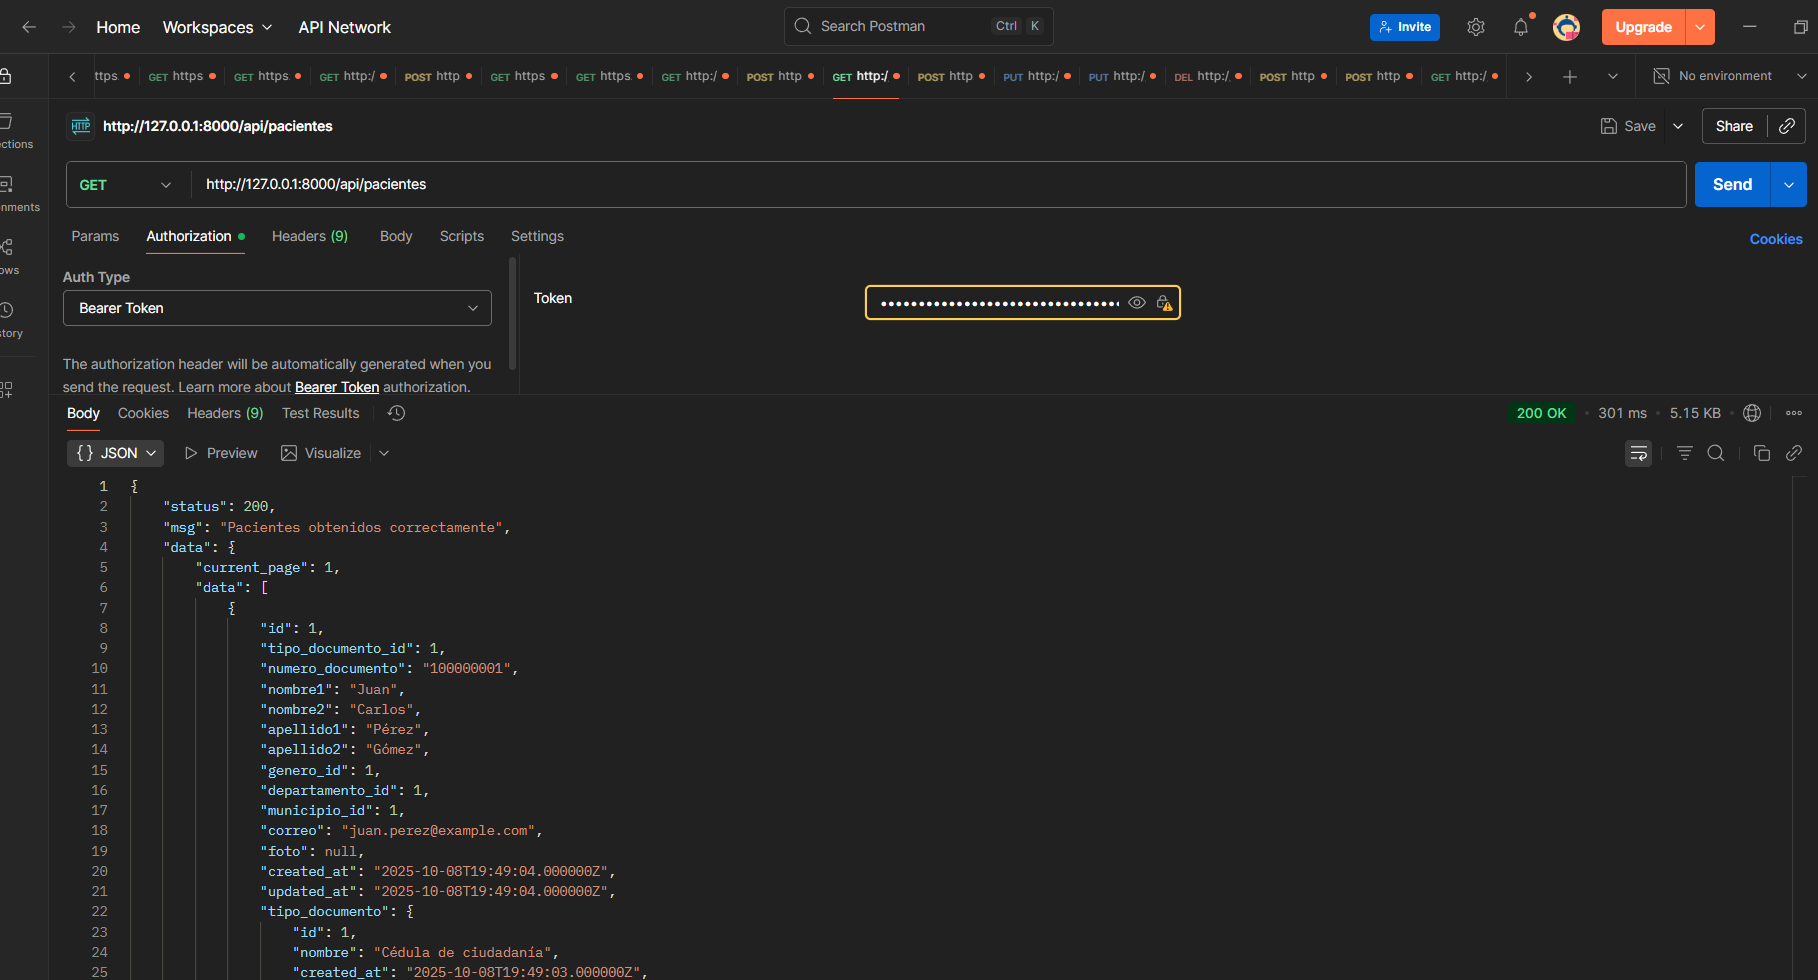 Home Workspaces API Network Search Postman Ctrl K Invite Upgrade
ttps. GET https GET https. GET http:/ POST http GET https GET https. GET http:/ POST http GET http:/ POST http PUT http:/ PUT http:/ DEL http:/. POST http POST http GET http:/ No environment
HTTP http://127.0.0.1:8000/api/pacientes Save Share
ections
GET http://127.0.0.1:8000/api/pacientes Send
nments
Params Authorization Headers (9) Body Scripts Settings Cookies
ows
Auth Type
Bearer Token
Token
tory
The authorization header will be automatically generated when you
send the request. Learn more about Bearer Token authorization.
Body Cookies Headers (9) Test Results 200 OK 301 ms 5.15 KB
{} JSON Preview Visualize
1 {
2 "status": 200,
3 "msg": "Pacientes obtenidos correctamente",
4 "data": {
5 "current_page": 1,
6 "data": [
7 {
8 "id": 1,
9 "tipo_documento_id": 1,
10 "numero_documento": "100000001",
11 "nombre1": "Juan",
12 "nombre2": "Carlos",
13 "apellido1": "Pérez",
14 "apellido2": "Gómez",
15 "genero_id": 1,
16 "departamento_id": 1,
17 "municipio_id": 1,
18 "correo": "juan.perez@example.com",
19 "foto": null,
20 "created_at": "2025-10-08T19:49:04.000000Z",
21 "updated_at": "2025-10-08T19:49:04.000000Z",
22 "tipo_documento": {
23 "id": 1,
24 "nombre": "Cédula de ciudadanía",
25 "created_at": "2025-10-08T19:49:03.000000Z",